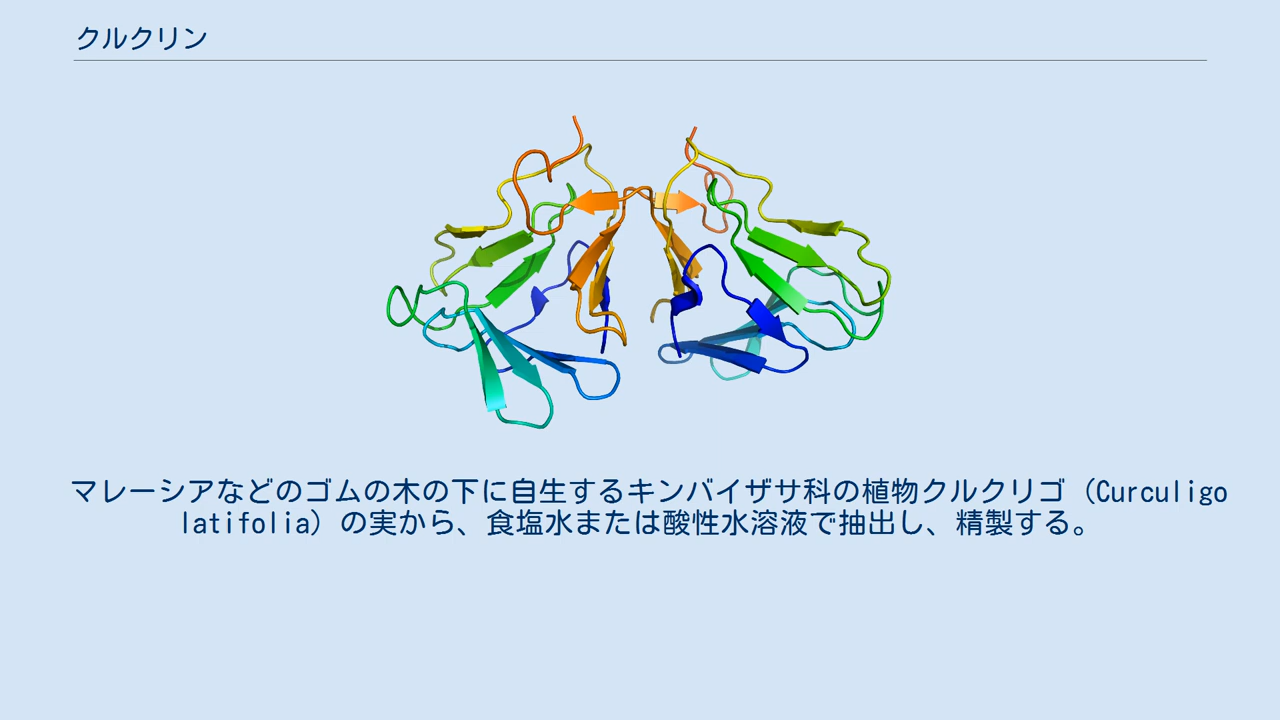 クルクリン
マレーシアなどのゴムの木の下に自生するキンバイザサ科の植物クルクリゴ（Curculigo
latifolia）の実から、食塩水または酸性水溶液で抽出し、精製する。